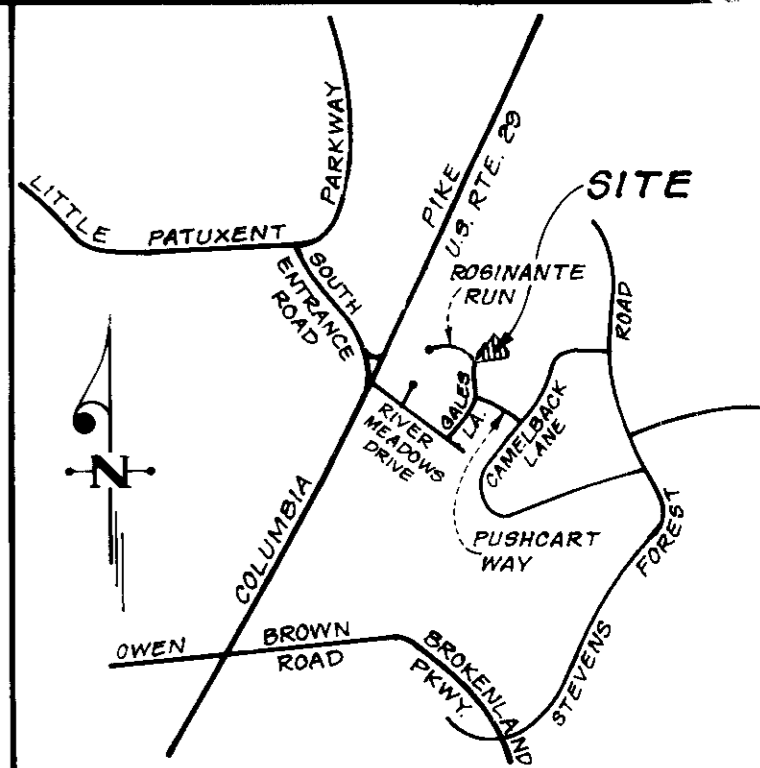 LITTLE PATUXENT PARKWAY
PIKE
U.S. RTE. 29
SITE
SOUTH
ENTRANCE
ROAD
ROSINANTE
RUN
ROAD
GALES
LA.
RIVER
MEADOWS
DRIVE
CAMELBACK
LANE
N
COLUMBIA
PUSHCART
WAY
STEVENS FOREST
OWEN BROWN
ROAD
BROKENLAND
PKWY.